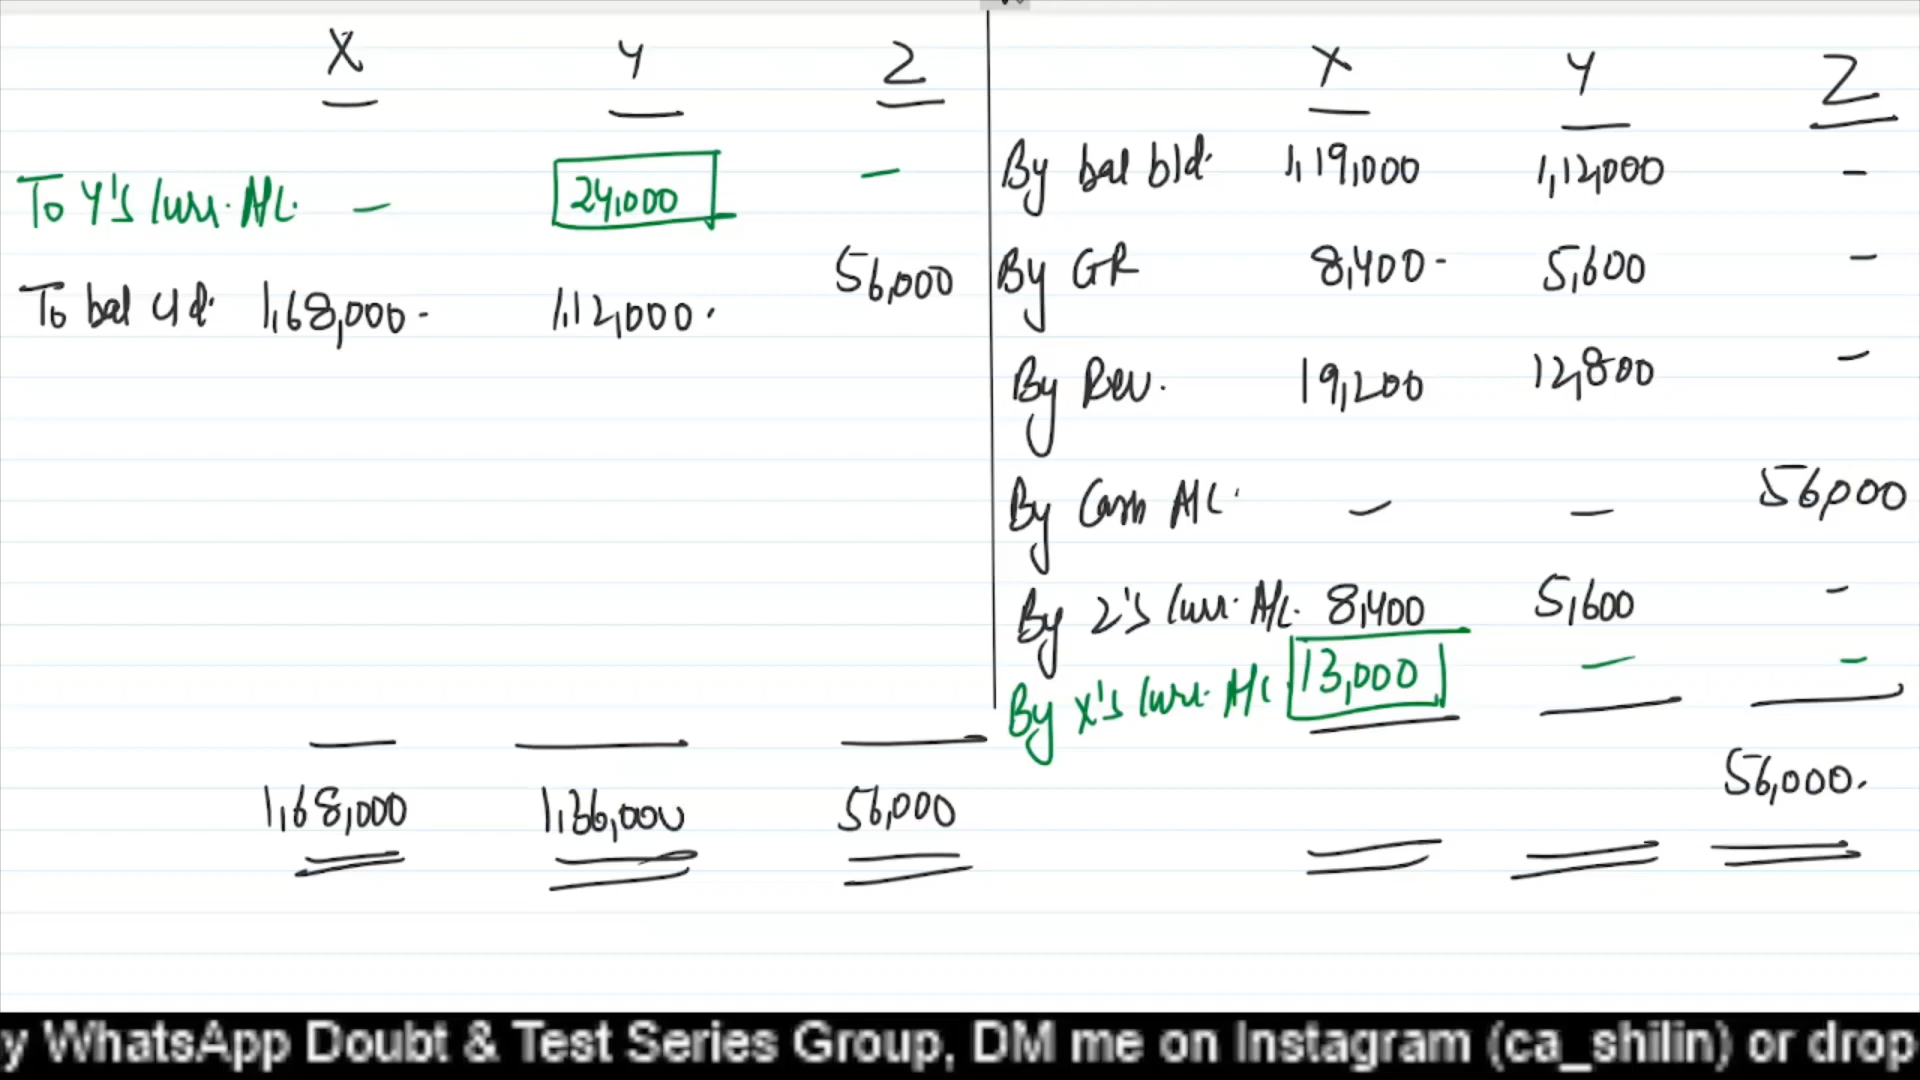 X Y Z
To Y's Curr. A/c. – 24,000 –
To bal c/d. 1,68,000. 1,12,000. 56,000
1,68,000 1,36,000 56,000
X Y Z
By bal b/d. 1,19,000 1,12,000 –
By GR 8,400 5,600 –
By Rev. 19,200 12,800 –
By Cash A/c. – – 56,000
By Z's Curr. A/c. 8,400 5,600 –
By X's Curr. A/c 13,000 – –
56,000.
y WhatsApp Doubt & Test Series Group, DM me on Instagram (ca_shilin) or drop